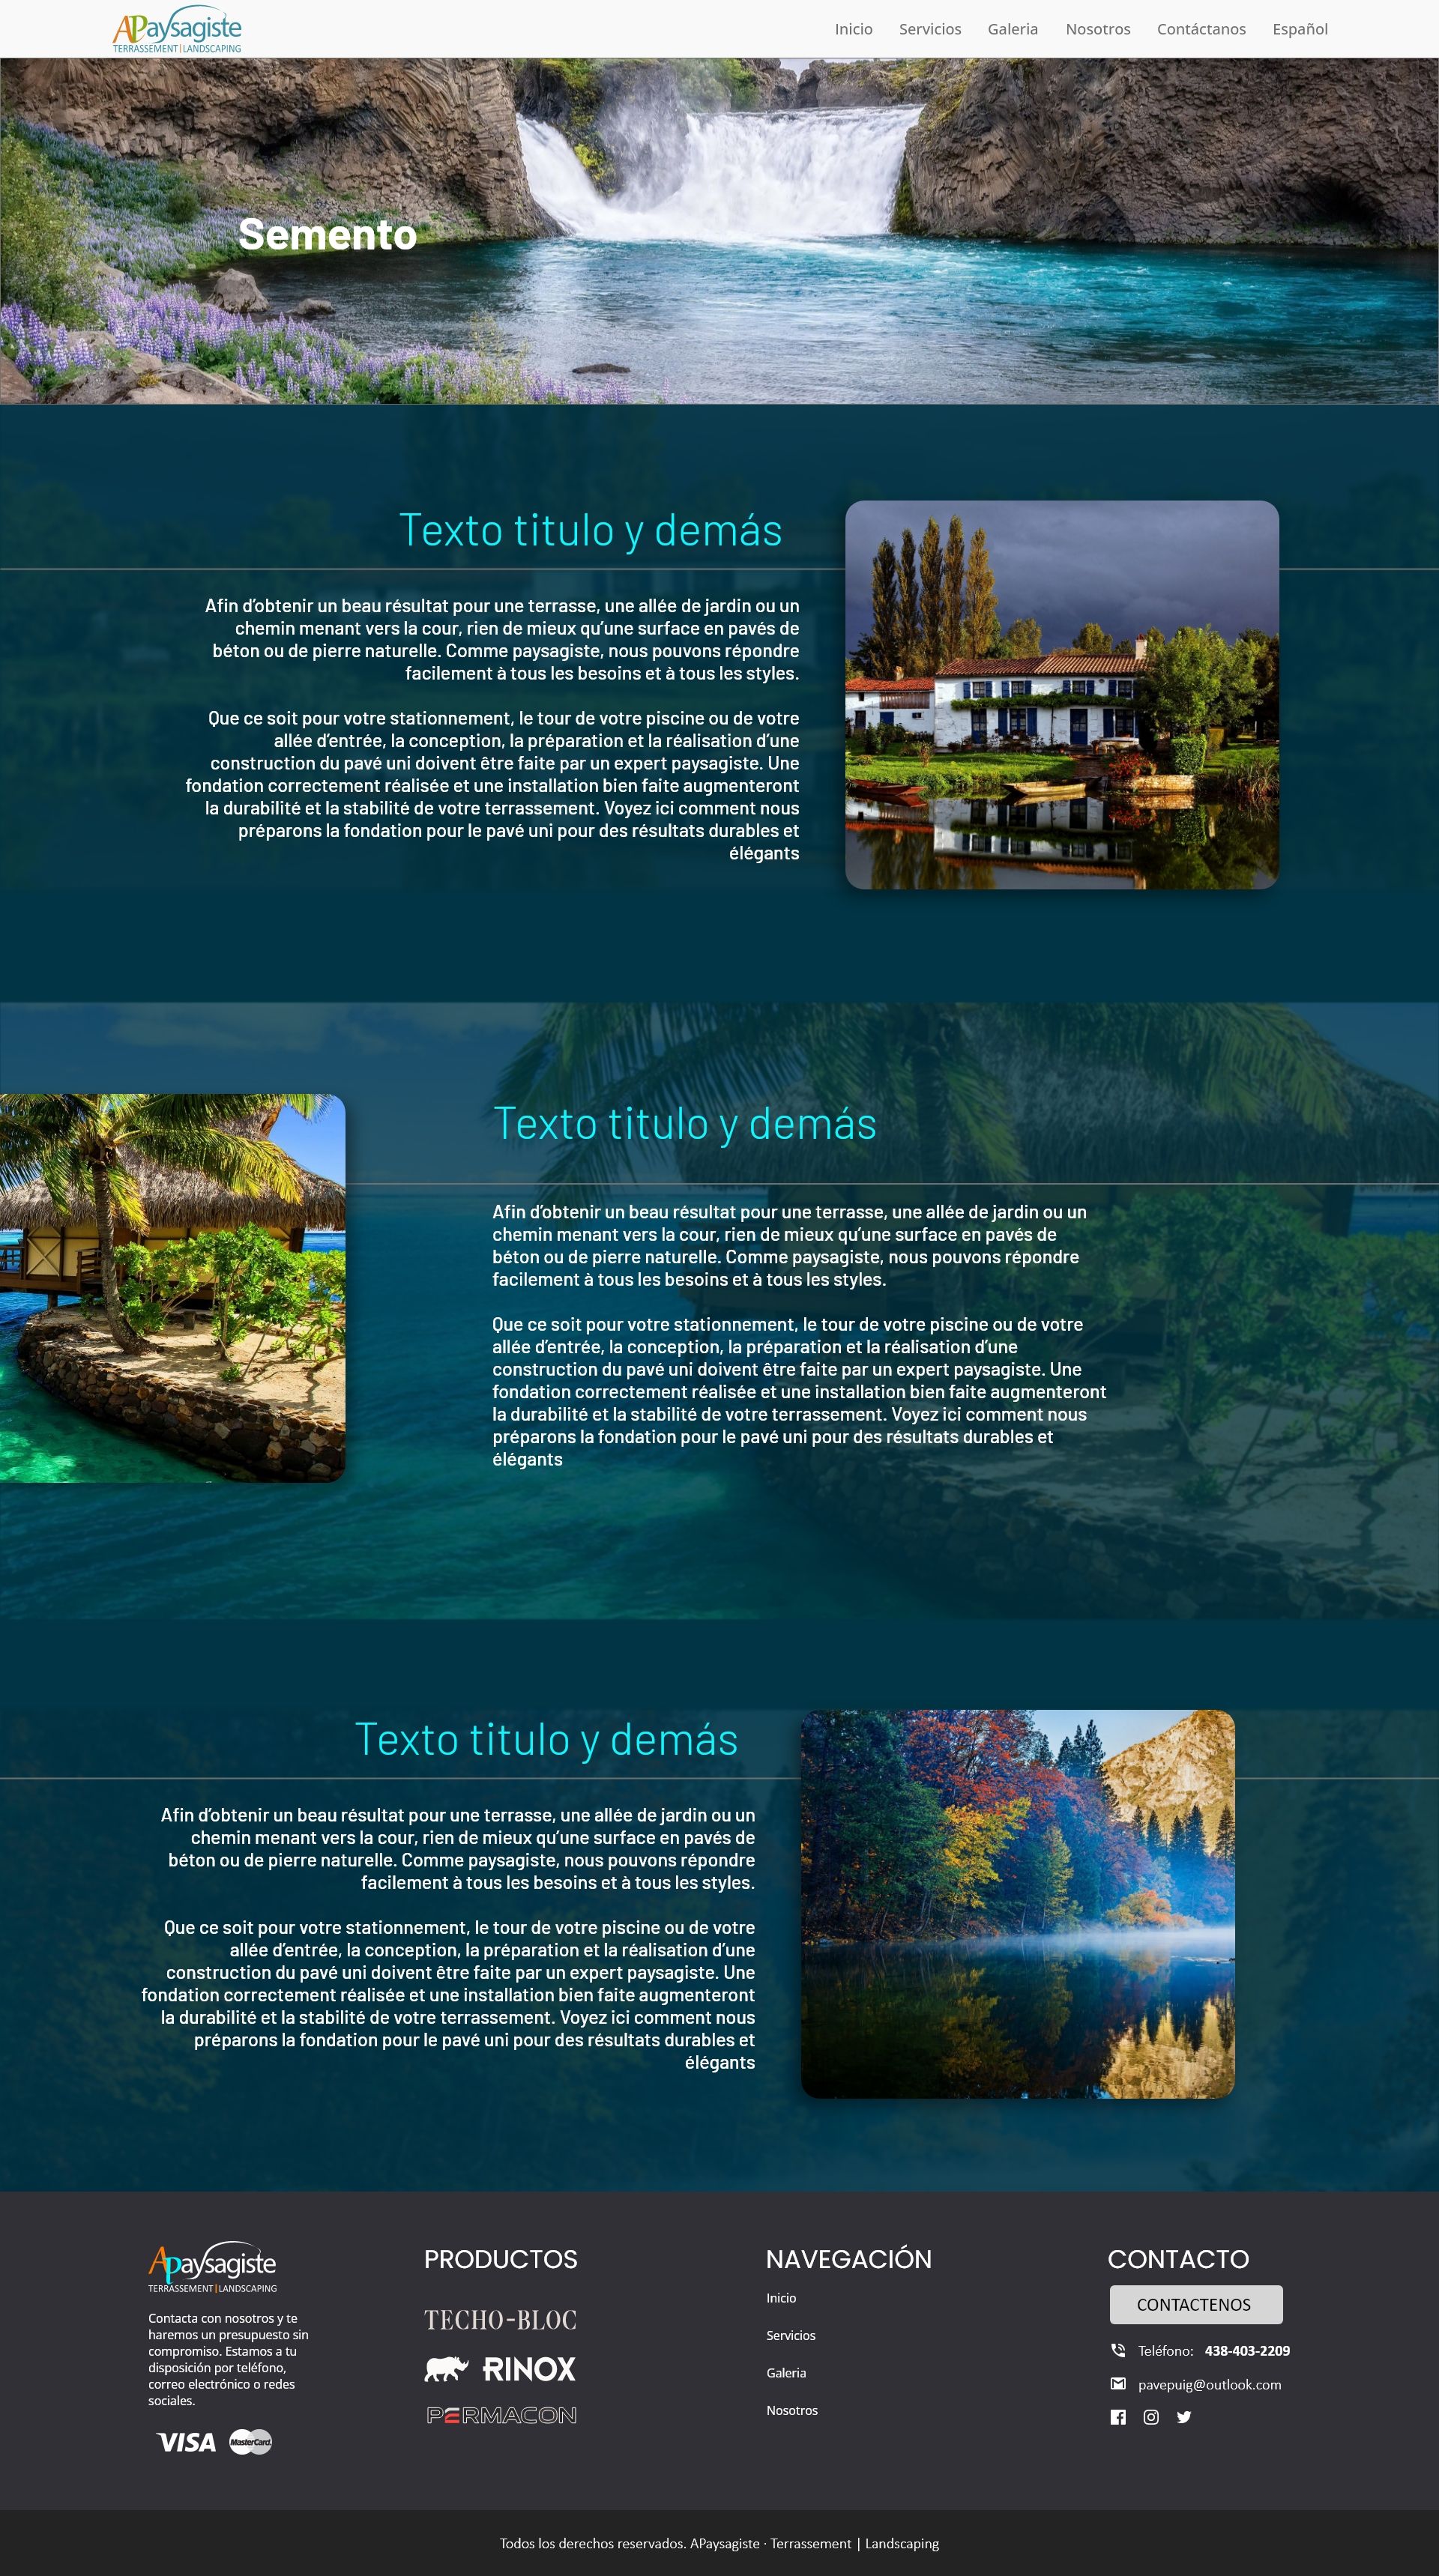 APaysagiste
TERRASSEMENT|LANDSCAPING
Inicio Servicios Galeria Nosotros Contáctanos Español
Semento
Texto titulo y demás
Afin d’obtenir un beau résultat pour une terrasse, une allée de jardin ou un
chemin menant vers la cour, rien de mieux qu’une surface en pavés de
béton ou de pierre naturelle. Comme paysagiste, nous pouvons répondre
facilement à tous les besoins et à tous les styles.
Que ce soit pour votre stationnement, le tour de votre piscine ou de votre
allée d’entrée, la conception, la préparation et la réalisation d’une
construction du pavé uni doivent être faite par un expert paysagiste. Une
fondation correctement réalisée et une installation bien faite augmenteront
la durabilité et la stabilité de votre terrassement. Voyez ici comment nous
préparons la fondation pour le pavé uni pour des résultats durables et
élégants
Texto titulo y demás
Afin d’obtenir un beau résultat pour une terrasse, une allée de jardin ou un
chemin menant vers la cour, rien de mieux qu’une surface en pavés de
béton ou de pierre naturelle. Comme paysagiste, nous pouvons répondre
facilement à tous les besoins et à tous les styles.
Que ce soit pour votre stationnement, le tour de votre piscine ou de votre
allée d’entrée, la conception, la préparation et la réalisation d’une
construction du pavé uni doivent être faite par un expert paysagiste. Une
fondation correctement réalisée et une installation bien faite augmenteront
la durabilité et la stabilité de votre terrassement. Voyez ici comment nous
préparons la fondation pour le pavé uni pour des résultats durables et
élégants
Texto titulo y demás
Afin d’obtenir un beau résultat pour une terrasse, une allée de jardin ou un
chemin menant vers la cour, rien de mieux qu’une surface en pavés de
béton ou de pierre naturelle. Comme paysagiste, nous pouvons répondre
facilement à tous les besoins et à tous les styles.
Que ce soit pour votre stationnement, le tour de votre piscine ou de votre
allée d’entrée, la conception, la préparation et la réalisation d’une
construction du pavé uni doivent être faite par un expert paysagiste. Une
fondation correctement réalisée et une installation bien faite augmenteront
la durabilité et la stabilité de votre terrassement. Voyez ici comment nous
préparons la fondation pour le pavé uni pour des résultats durables et
élégants
Apaysagiste
TERRASSEMENT|LANDSCAPING
Contacta con nosotros y te
haremos un presupuesto sin
compromiso. Estamos a tu
disposición por teléfono,
correo electrónico o redes
sociales.
VISA MasterCard.
PRODUCTOS
TECHO-BLOC
RINOX
PERMACON
NAVEGACIÓN
Inicio
Servicios
Galeria
Nosotros
CONTACTO
CONTACTENOS
Teléfono: 438-403-2209
pavepuig@outlook.com
Todos los derechos reservados. APaysagiste · Terrassement | Landscaping